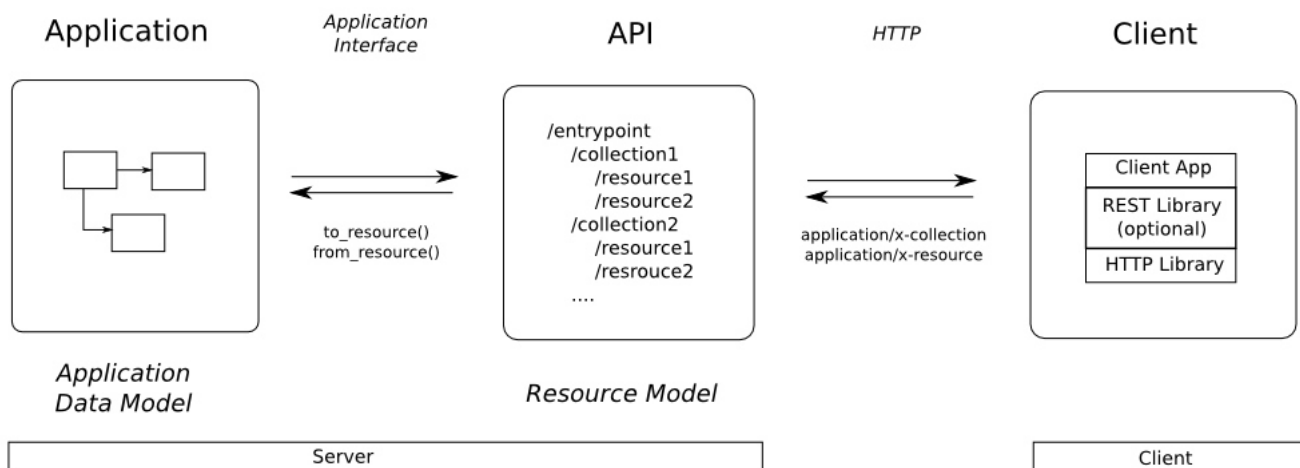 Application
Application
Interface
API
HTTP
Client
/entrypoint
/collection1
/resource1
/resource2
/collection2
/resource1
/resrouce2
....
to_resource()
from_resource()
application/x-collection
application/x-resource
Client App
REST Library
(optional)
HTTP Library
Application
Data Model
Resource Model
Server
Client